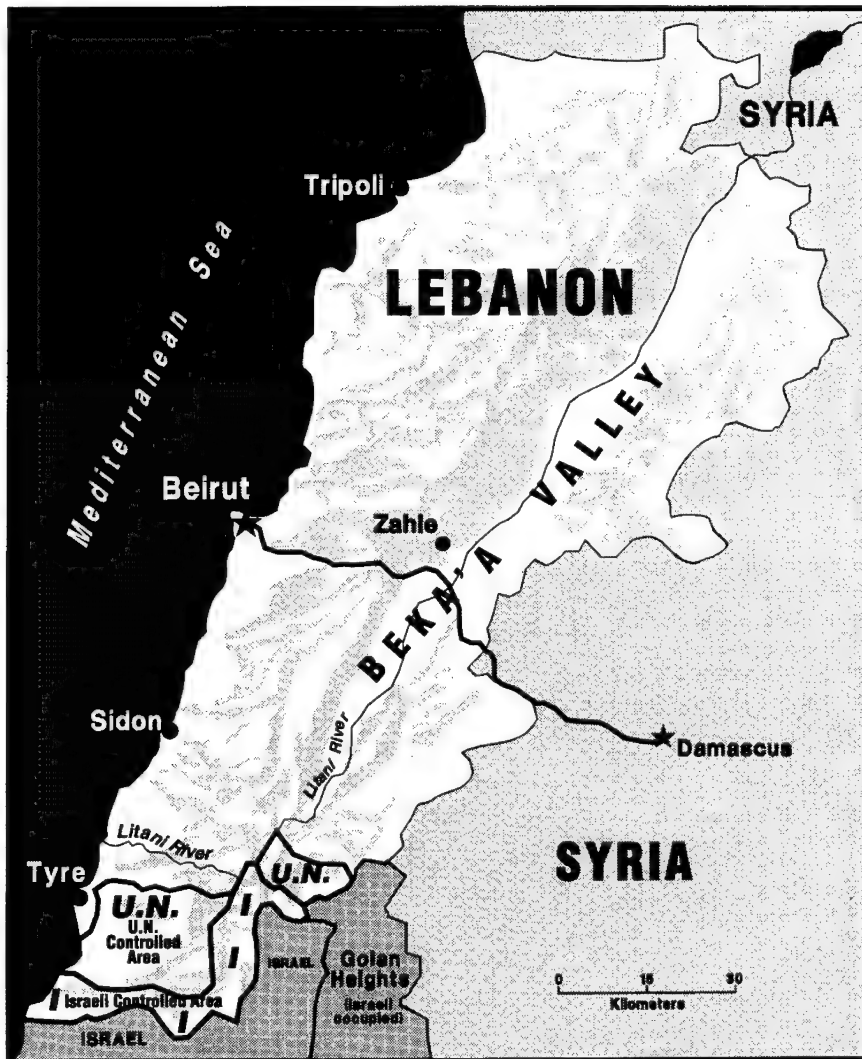 SYRIA
Tripoli
LEBANON
Mediterranean Sea
BEKA'A VALLEY
Beirut
Zahle
Sidon
Litani River
Damascus
Litani River
SYRIA
Tyre
U.N.
U.N.
U.N.
Controlled
Area
I
I
ISRAEL
Golan
Heights
(Israeli
occupied)
0 15 30
Kilometers
I Israeli Controlled Area
I
ISRAEL